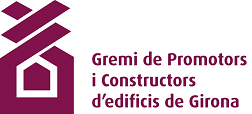 Gremi de Promotors
i Constructors
d'edificis de Girona